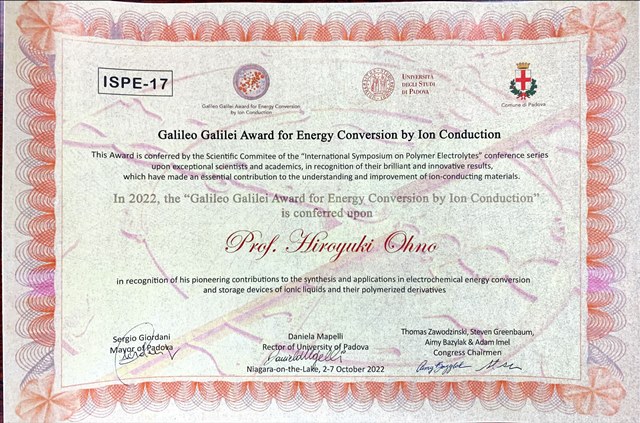 ISPE-17
Galileo Galilei Award for Energy Conversion
by Ion Conduction
UNIVERSITÀ
DEGLI STUDI
DI PADOVA
Comune di Padova
Galileo Galilei Award for Energy Conversion by Ion Conduction
This Award is conferred by the Scientific Commitee of the “International Symposium on Polymer Electrolytes” conference series
upon exceptional scientists and academics, in recognition of their brilliant and innovative results,
which have made an essential contribution to the understanding and improvement of ion-conducting materials.
In 2022, the “Galileo Galilei Award for Energy Conversion by Ion Conduction”
is conferred upon
Prof. Hiroyuki Ohno
in recognition of his pioneering contributions to the synthesis and applications in electrochemical energy conversion
and storage devices of ionic liquids and their polymerized derivatives
Sergio Giordani
Mayor of Padova
Daniela Mapelli
Rector of University of Padova
Daniela Mapelli
Thomas Zawodzinski, Steven Greenbaum,
Aimy Bazylak & Adam Imel
Congress Chairmen
Aimy Bazylak
Niagara-on-the-Lake, 2-7 October 2022